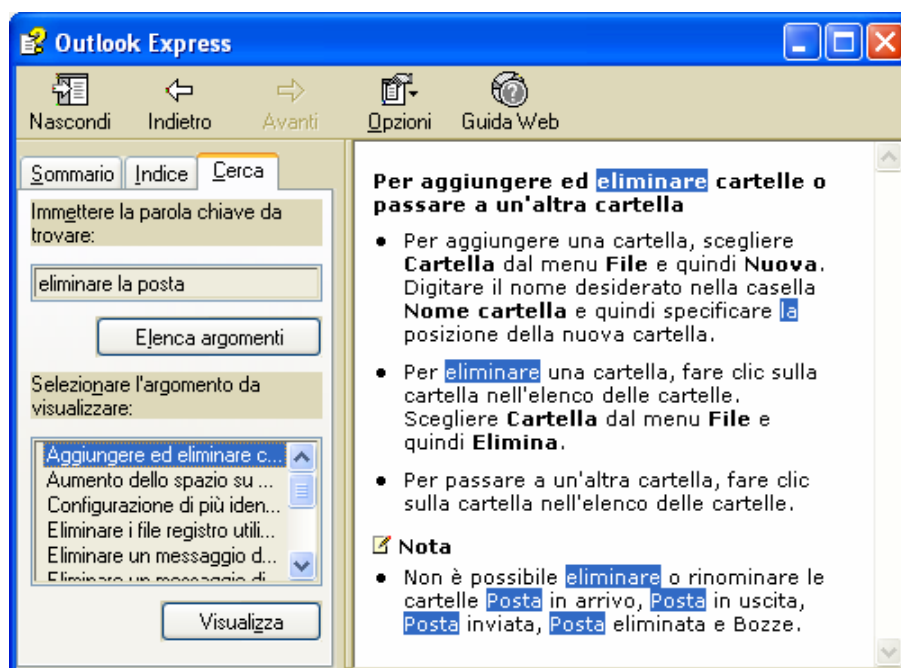 Outlook Express
Nascondi Indietro Avanti Opzioni Guida Web
Sommario Indice Cerca
Immettere la parola chiave da
trovare:
eliminare la posta
Elenca argomenti
Selezionare l'argomento da
visualizzare:
Aggiungere ed eliminare c...
Aumento dello spazio su ...
Configurazione di più iden...
Eliminare i file registro utili...
Eliminare un messaggio d...
Eliminare un messaggio di...
Visualizza
Per aggiungere ed eliminare cartelle o
passare a un'altra cartella
• Per aggiungere una cartella, scegliere
Cartella dal menu File e quindi Nuova.
Digitare il nome desiderato nella casella
Nome cartella e quindi specificare la
posizione della nuova cartella.
• Per eliminare una cartella, fare clic sulla
cartella nell'elenco delle cartelle.
Scegliere Cartella dal menu File e
quindi Elimina.
• Per passare a un'altra cartella, fare clic
sulla cartella nell'elenco delle cartelle.
Nota
• Non è possibile eliminare o rinominare le
cartelle Posta in arrivo, Posta in uscita,
Posta inviata, Posta eliminata e Bozze.